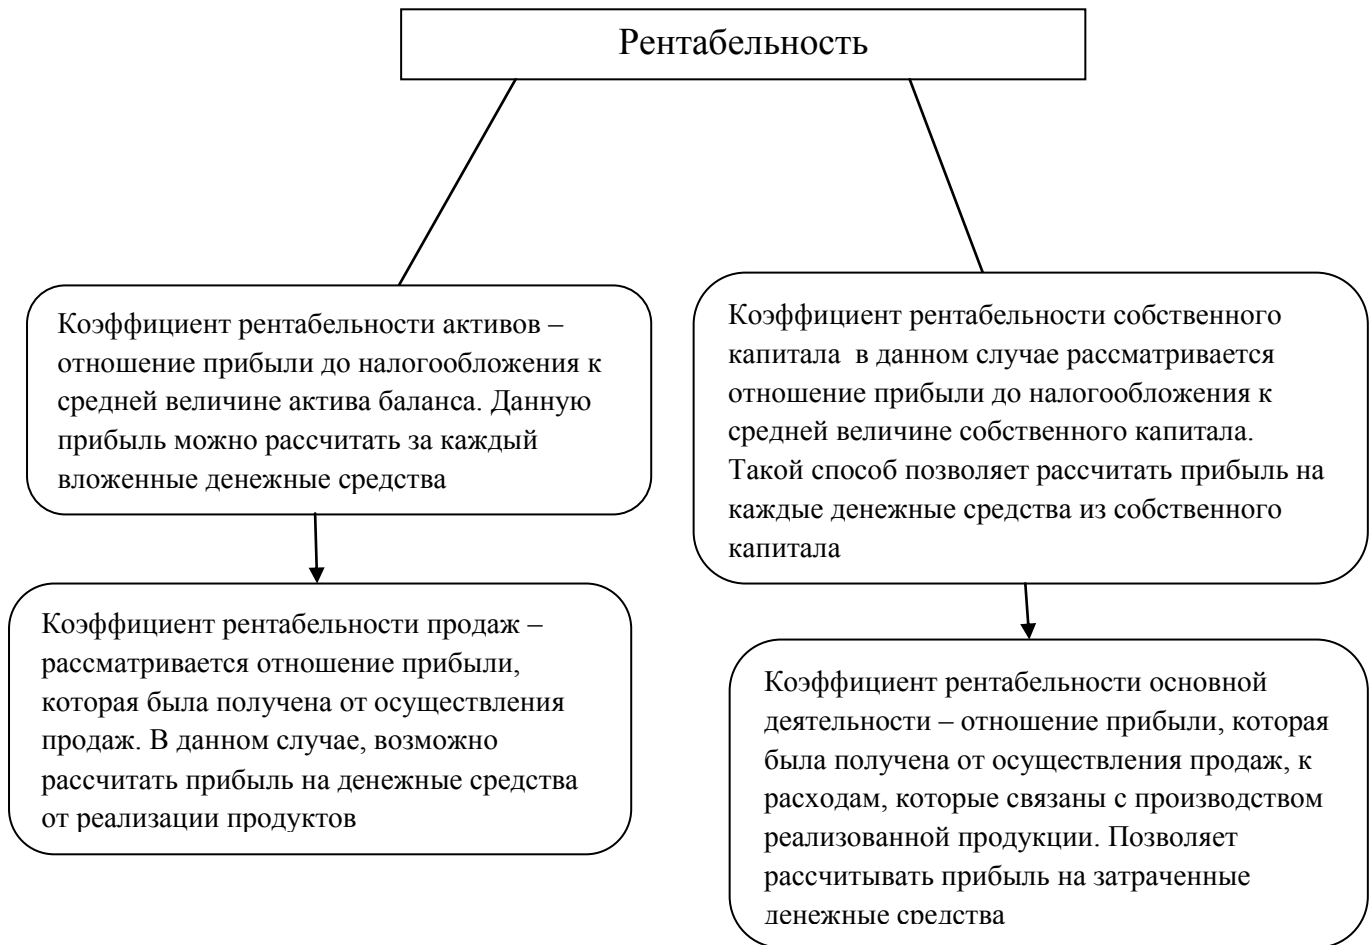 Рентабельность
Коэффициент рентабельности активов –
отношение прибыли до налогообложения к
средней величине актива баланса. Данную
прибыль можно рассчитать за каждый
вложенные денежные средства
Коэффициент рентабельности собственного
капитала  в данном случае рассматривается
отношение прибыли до налогообложения к
средней величине собственного капитала.
Такой способ позволяет рассчитать прибыль на
каждые денежные средства из собственного
капитала
Коэффициент рентабельности продаж –
рассматривается отношение прибыли,
которая была получена от осуществления
продаж. В данном случае, возможно
рассчитать прибыль на денежные средства
от реализации продуктов
Коэффициент рентабельности основной
деятельности – отношение прибыли, которая
была получена от осуществления продаж, к
расходам, которые связаны с производством
реализованной продукции. Позволяет
рассчитывать прибыль на затраченные
денежные средства